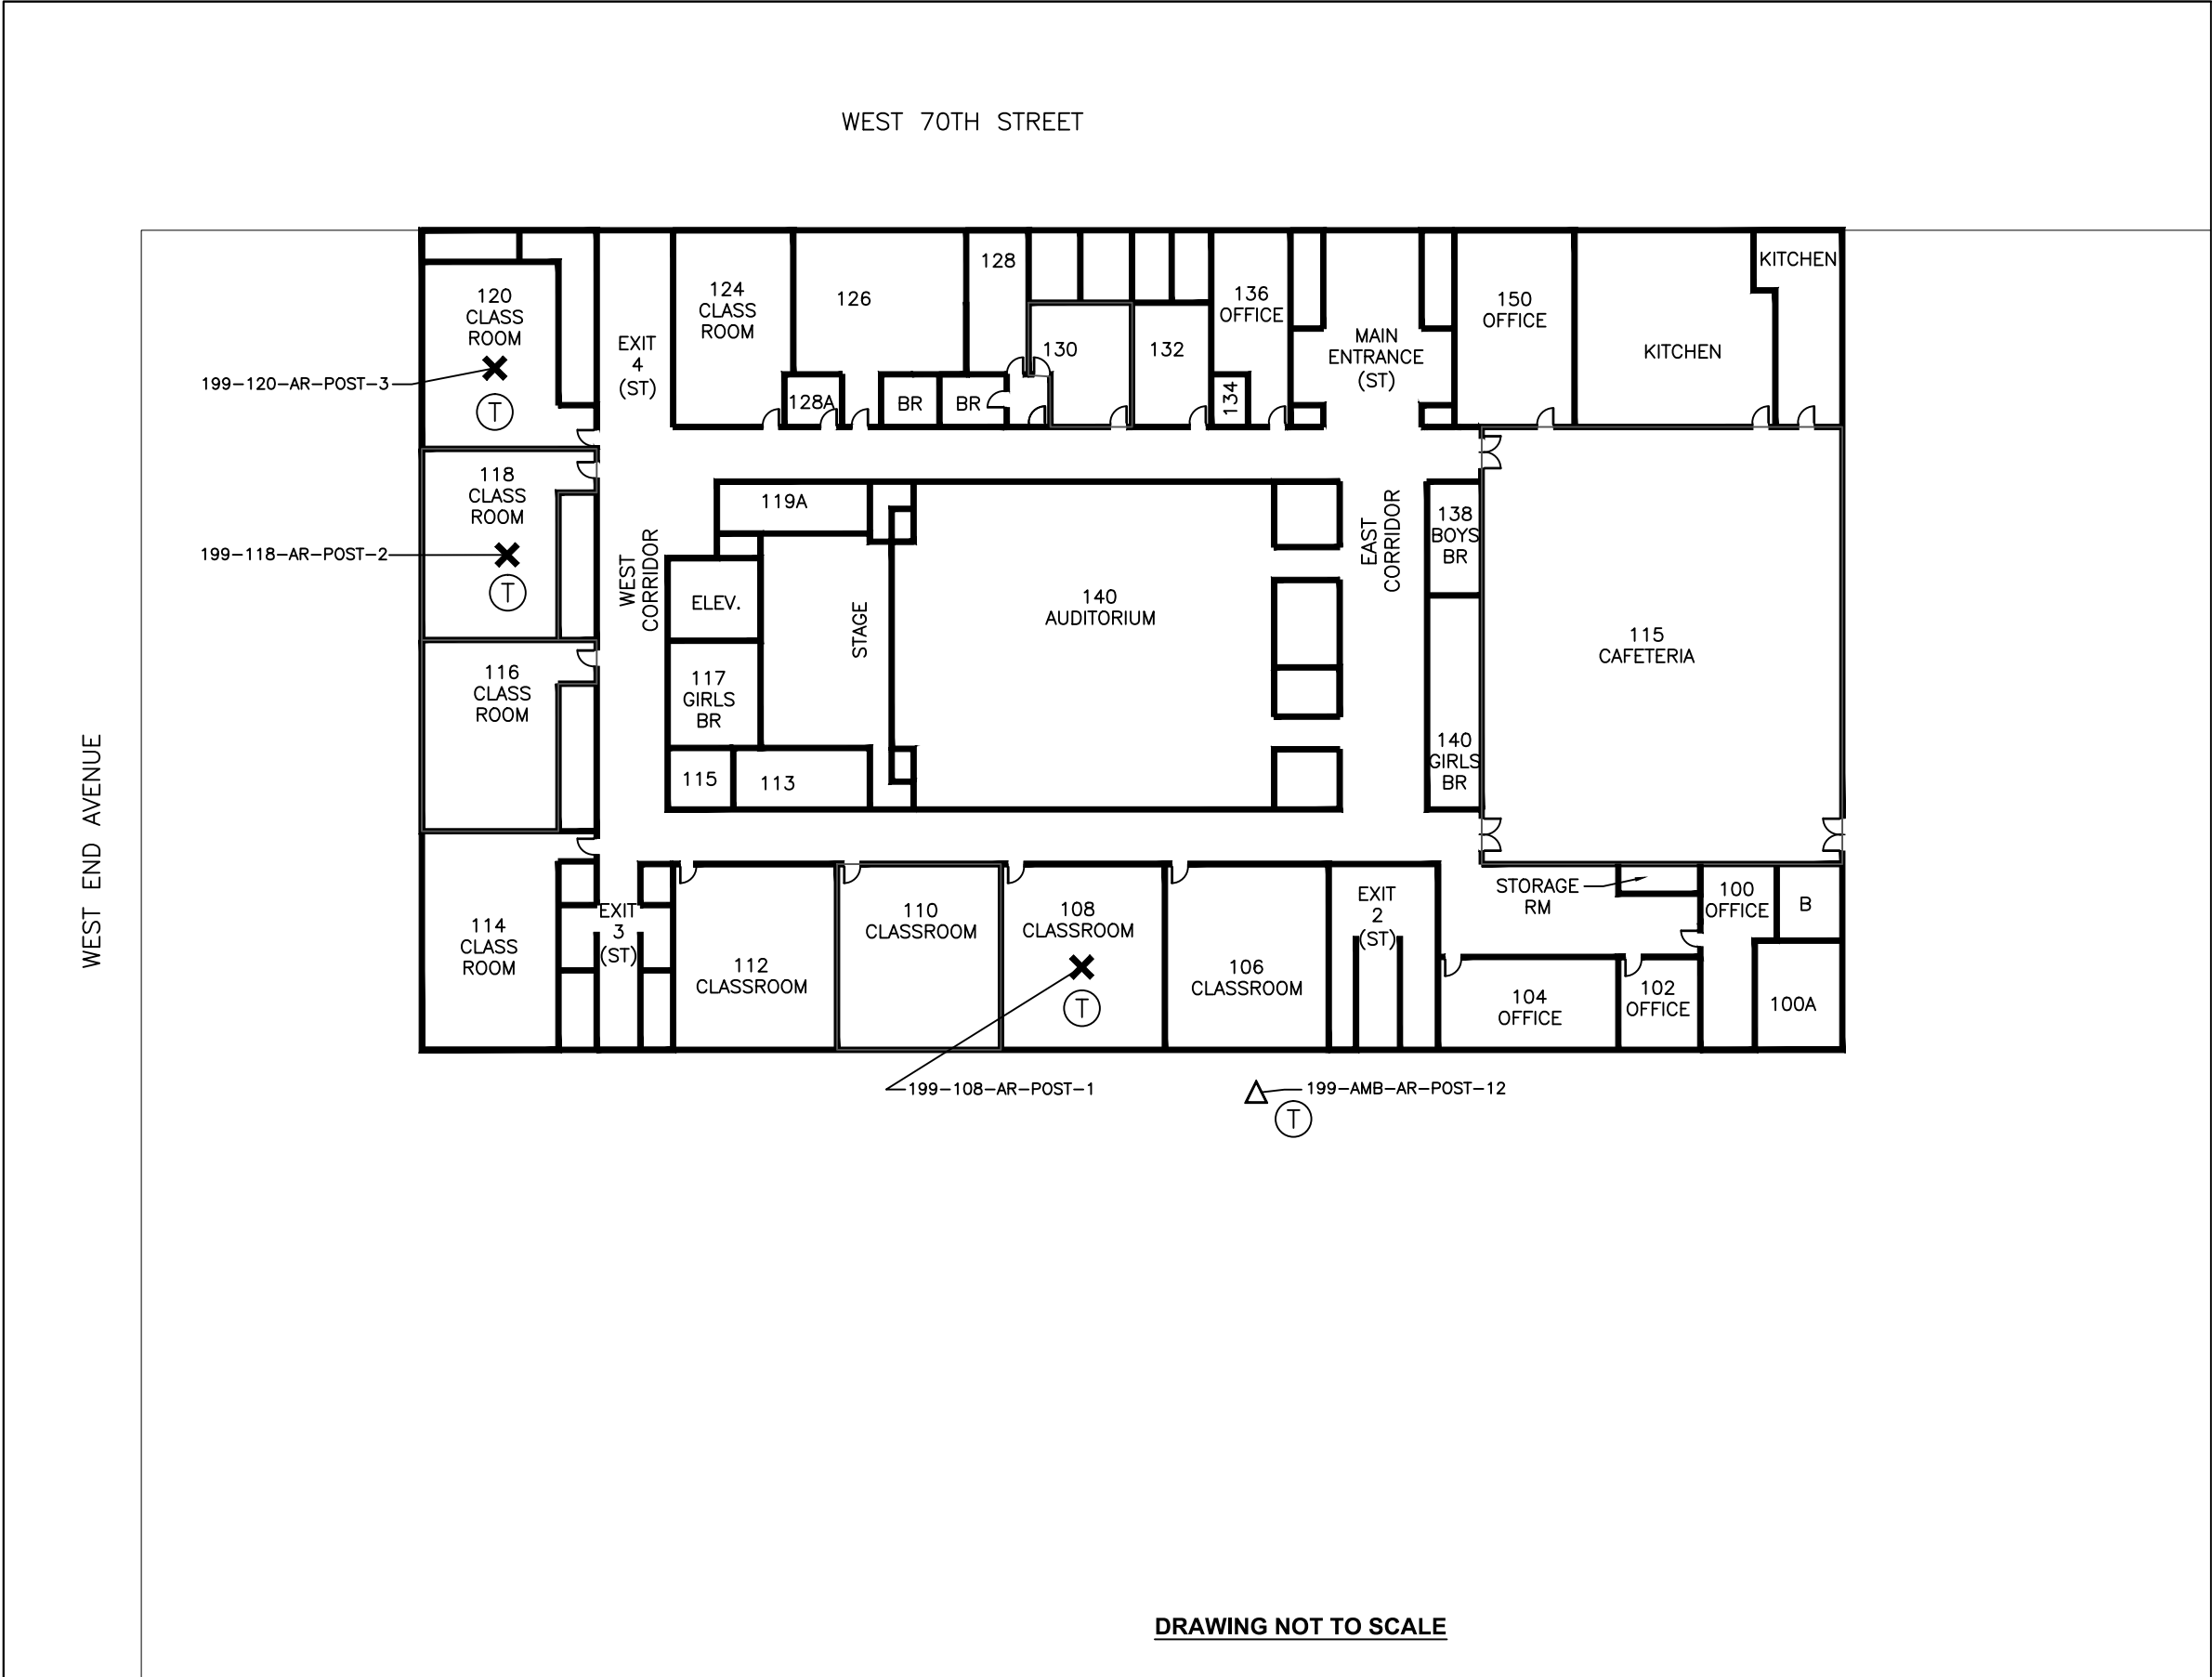 WEST 70TH STREET
120
CLASS
ROOM
199-120-AR-POST-3
T
EXIT
4
(ST)
124
CLASS
ROOM
126
128A
BR
BR
128
130
132
136
OFFICE
134
MAIN
ENTRANCE
(ST)
150
OFFICE
KITCHEN
KITCHEN
118
CLASS
ROOM
199-118-AR-POST-2
T
WEST
CORRIDOR
119A
ELEV.
STAGE
140
AUDITORIUM
EAST
CORRIDOR
138
BOYS
BR
115
CAFETERIA
116
CLASS
ROOM
117
GIRLS
BR
115
113
140
GIRLS
BR
WEST END AVENUE
114
CLASS
ROOM
EXIT
3
(ST)
112
CLASSROOM
110
CLASSROOM
108
CLASSROOM
T
106
CLASSROOM
EXIT
2
(ST)
STORAGE
RM
100
OFFICE
B
104
OFFICE
102
OFFICE
100A
199-108-AR-POST-1
199-AMB-AR-POST-12
T
DRAWING NOT TO SCALE